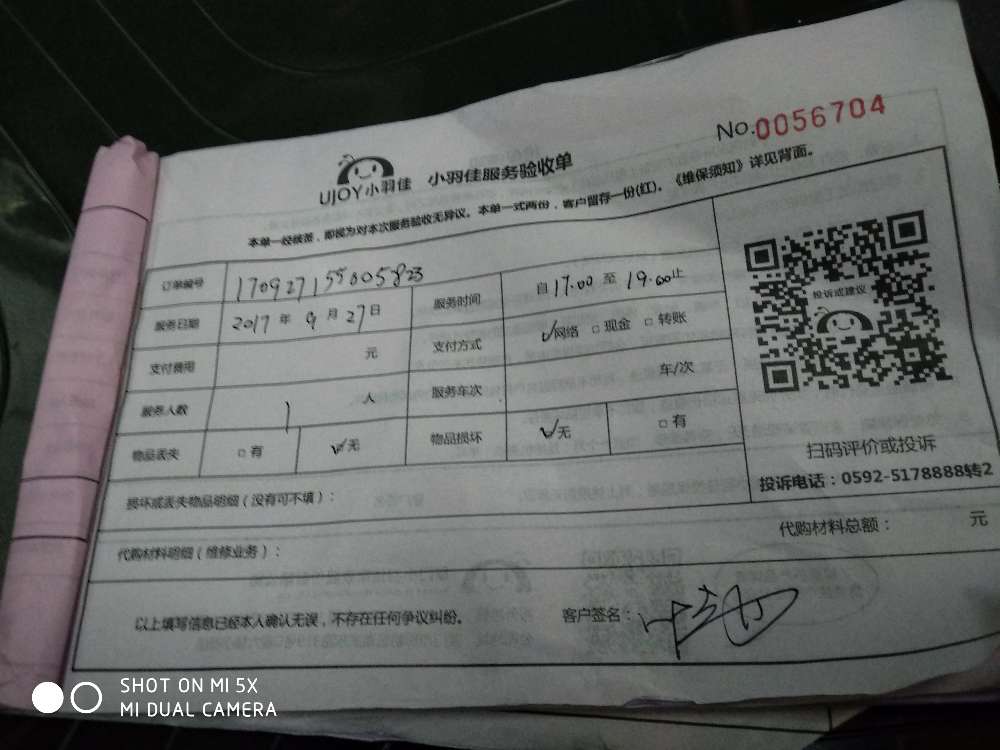 No.0056704
UJOY小羽佳 小羽佳服务验收单
本单一经核签，即视为对本次服务验收无异议。本单一式两份，客户留存一份(红)。《维保须知》详见背面。
订单编号 170927155005823
服务时间 自 17.00 至 19.00 止
服务日期 2017 年 9 月 27 日
支付方式 ☑网络 □现金 □转账
支付费用 元
服务车次 车/次
服务人数 1 人
物品丢失 □有 ☑无
物品损坏 ☑无 □有
投诉或建议
扫码评价或投诉
投诉电话：0592-5178888转2
损坏或丢失物品明细（没有可不填）：
代购材料明细（维修业务）：
代购材料总额： 元
以上填写信息已经本人确认无误，不存在任何争议纠纷。
客户签名：
SHOT ON MI 5X
MI DUAL CAMERA